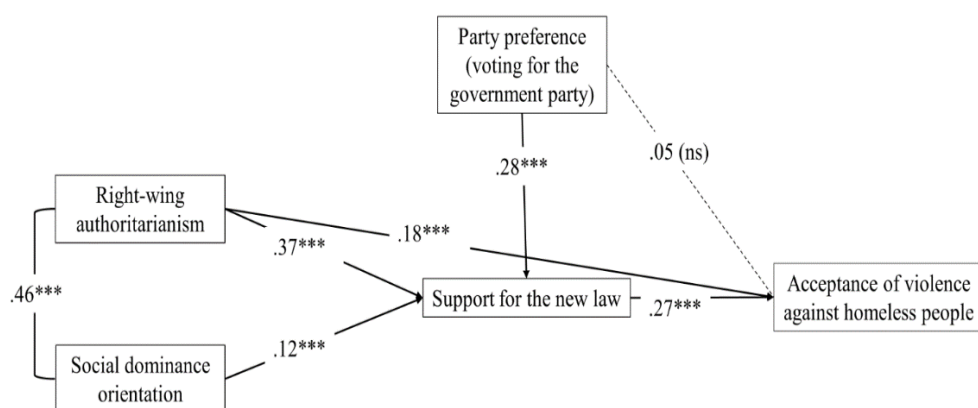 Party preference
(voting for the
government party)
.05 (ns)
.28***
Right-wing
authoritarianism
.18***
.37***
.46***
Support for the new law
.27***
Acceptance of violence
against homeless people
.12***
Social dominance
orientation